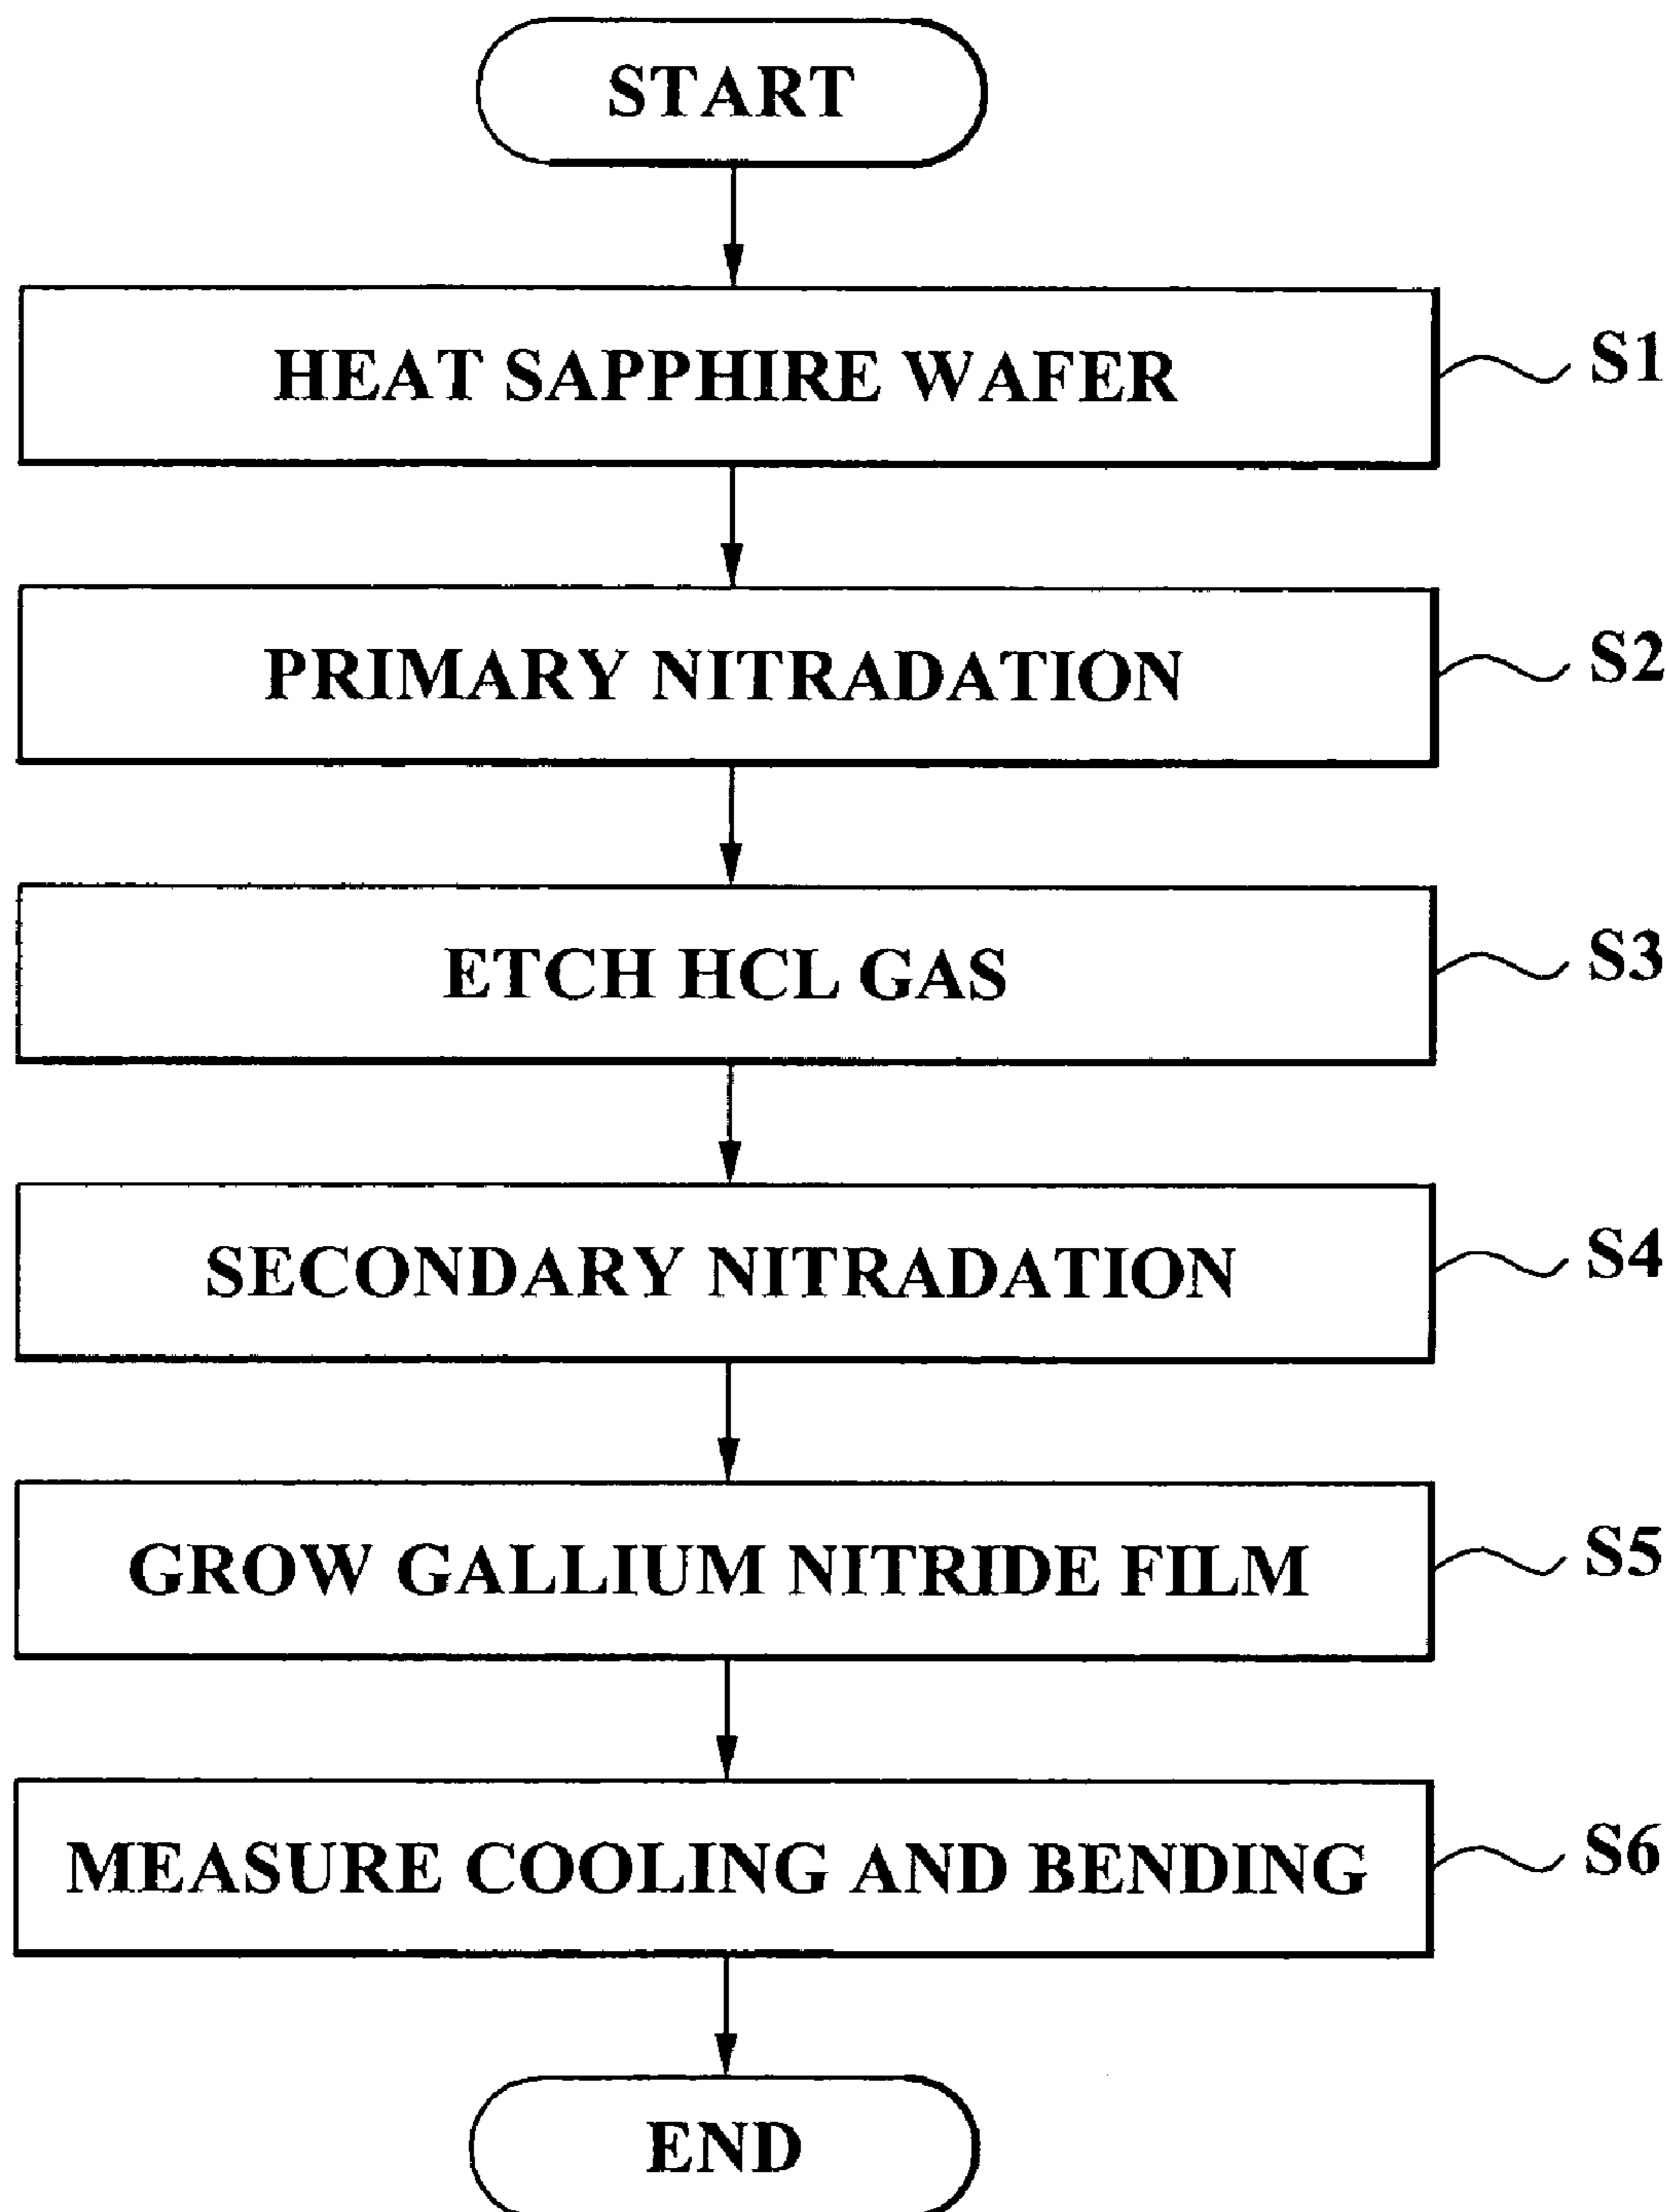 START
HEAT SAPPHIRE WAFER S1
PRIMARY NITRADATION S2
ETCH HCL GAS S3
SECONDARY NITRADATION S4
GROW GALLIUM NITRIDE FILM S5
MEASURE COOLING AND BENDING S6
END